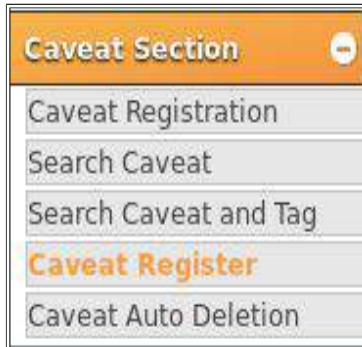 Caveat Section
Caveat Registration
Search Caveat
Search Caveat and Tag
Caveat Register
Caveat Auto Deletion